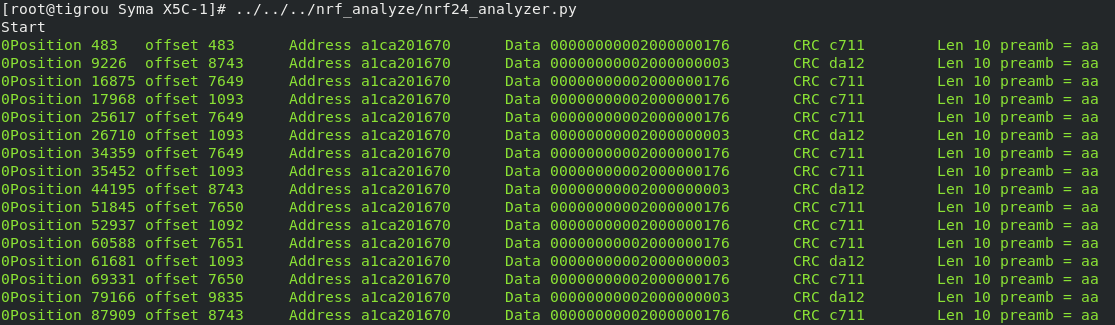 [root@tigrou Syma X5C-1]# ../../../nrf_analyze/nrf24_analyzer.py
Start
0Position 483 offset 483 Address a1ca201670 Data 00000000002000000176 CRC c711 Len 10 preamb = aa
0Position 9226 offset 8743 Address a1ca201670 Data 00000000002000000003 CRC da12 Len 10 preamb = aa
0Position 16875 offset 7649 Address a1ca201670 Data 00000000002000000176 CRC c711 Len 10 preamb = aa
0Position 17968 offset 1093 Address a1ca201670 Data 00000000002000000176 CRC c711 Len 10 preamb = aa
0Position 25617 offset 7649 Address a1ca201670 Data 00000000002000000176 CRC c711 Len 10 preamb = aa
0Position 26710 offset 1093 Address a1ca201670 Data 00000000002000000003 CRC da12 Len 10 preamb = aa
0Position 34359 offset 7649 Address a1ca201670 Data 00000000002000000176 CRC c711 Len 10 preamb = aa
0Position 35452 offset 1093 Address a1ca201670 Data 00000000002000000176 CRC c711 Len 10 preamb = aa
0Position 44195 offset 8743 Address a1ca201670 Data 00000000002000000003 CRC da12 Len 10 preamb = aa
0Position 51845 offset 7650 Address a1ca201670 Data 00000000002000000176 CRC c711 Len 10 preamb = aa
0Position 52937 offset 1092 Address a1ca201670 Data 00000000002000000176 CRC c711 Len 10 preamb = aa
0Position 60588 offset 7651 Address a1ca201670 Data 00000000002000000176 CRC c711 Len 10 preamb = aa
0Position 61681 offset 1093 Address a1ca201670 Data 00000000002000000003 CRC da12 Len 10 preamb = aa
0Position 69331 offset 7650 Address a1ca201670 Data 00000000002000000176 CRC c711 Len 10 preamb = aa
0Position 79166 offset 9835 Address a1ca201670 Data 00000000002000000003 CRC da12 Len 10 preamb = aa
0Position 87909 offset 8743 Address a1ca201670 Data 00000000002000000176 CRC c711 Len 10 preamb = aa